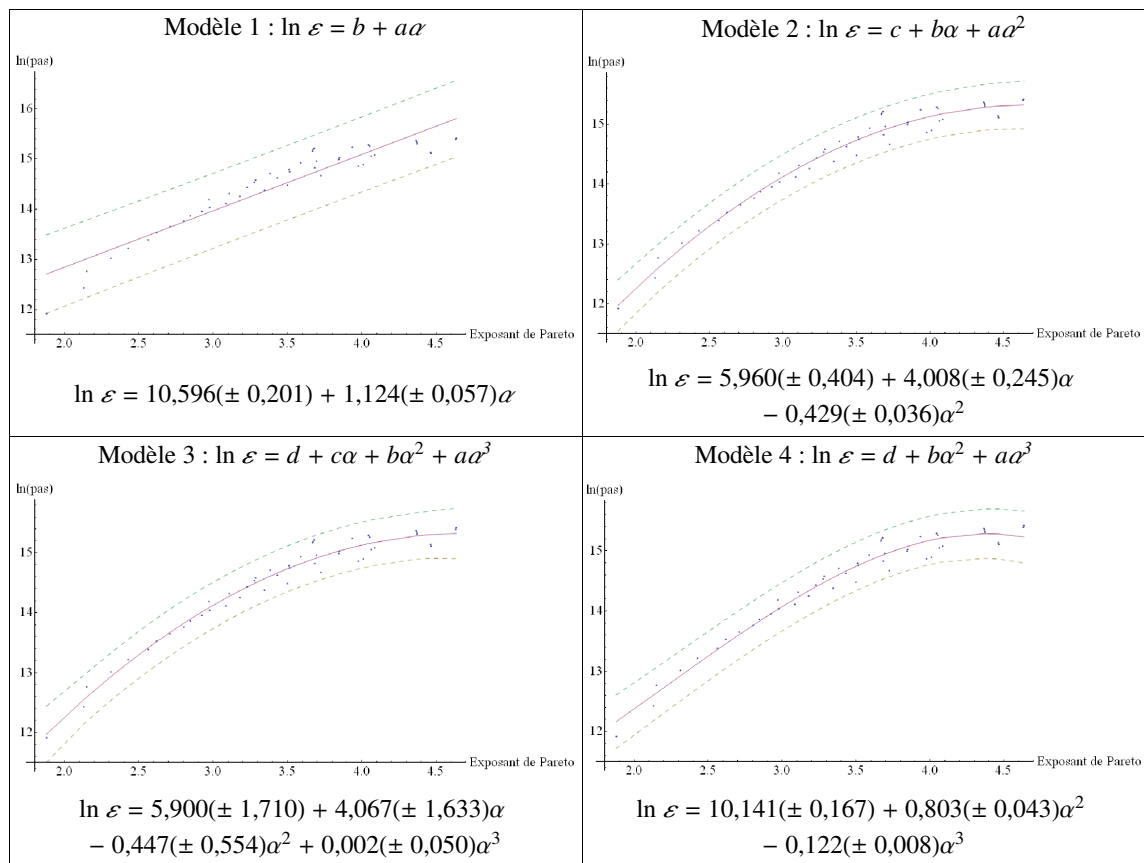 Modèle 1 : ln ε = b + aα
ln(pas)
16
15
14
13
12
2.0 2.5 3.0 3.5 4.0 4.5
Exposant de Pareto
ln ε = 10,596(± 0,201) + 1,124(± 0,057)α
Modèle 2 : ln ε = c + bα + aα²
ln(pas)
15
14
13
12
2.0 2.5 3.0 3.5 4.0 4.5
Exposant de Pareto
ln ε = 5,960(± 0,404) + 4,008(± 0,245)α
− 0,429(± 0,036)α²
Modèle 3 : ln ε = d + cα + bα² + aα³
ln(pas)
15
14
13
12
2.0 2.5 3.0 3.5 4.0 4.5
Exposant de Pareto
ln ε = 5,900(± 1,710) + 4,067(± 1,633)α
− 0,447(± 0,554)α² + 0,002(± 0,050)α³
Modèle 4 : ln ε = d + bα² + aα³
ln(pas)
15
14
13
12
2.0 2.5 3.0 3.5 4.0 4.5
Exposant de Pareto
ln ε = 10,141(± 0,167) + 0,803(± 0,043)α²
− 0,122(± 0,008)α³